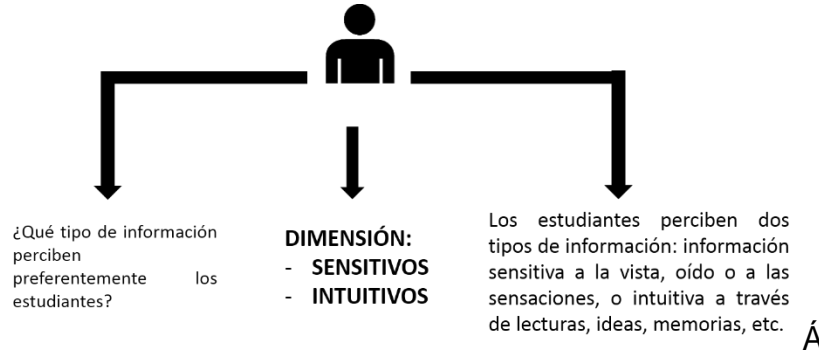 ¿Qué tipo de información
perciben
preferentemente los
estudiantes?
DIMENSIÓN:
- SENSITIVOS
- INTUITIVOS
Los estudiantes perciben dos
tipos de información: información
sensitiva a la vista, oído o a las
sensaciones, o intuitiva a través
de lecturas, ideas, memorias, etc.
Á